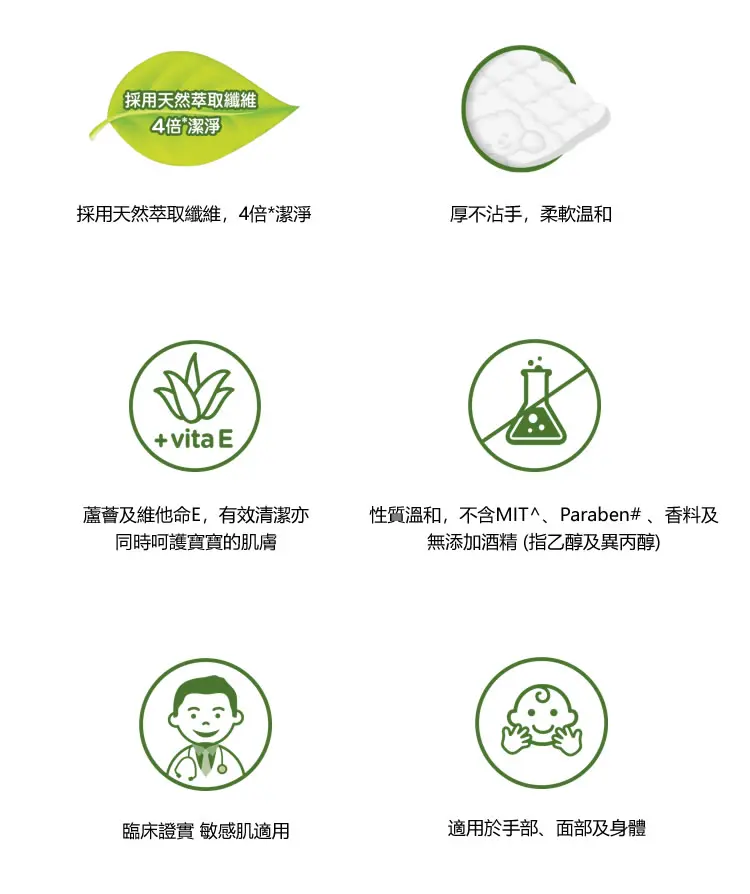 採用天然萃取纖維
4倍*潔淨
採用天然萃取纖維，4倍*潔淨
厚不沾手，柔軟温和
+ vita E
蘆薈及維他命E，有效清潔亦
同時呵護寶寶的肌膚
性質溫和，不含MIT^、Paraben# 、香料及
無添加酒精 (指乙醇及異丙醇)
臨床證實 敏感肌適用
適用於手部、面部及身體